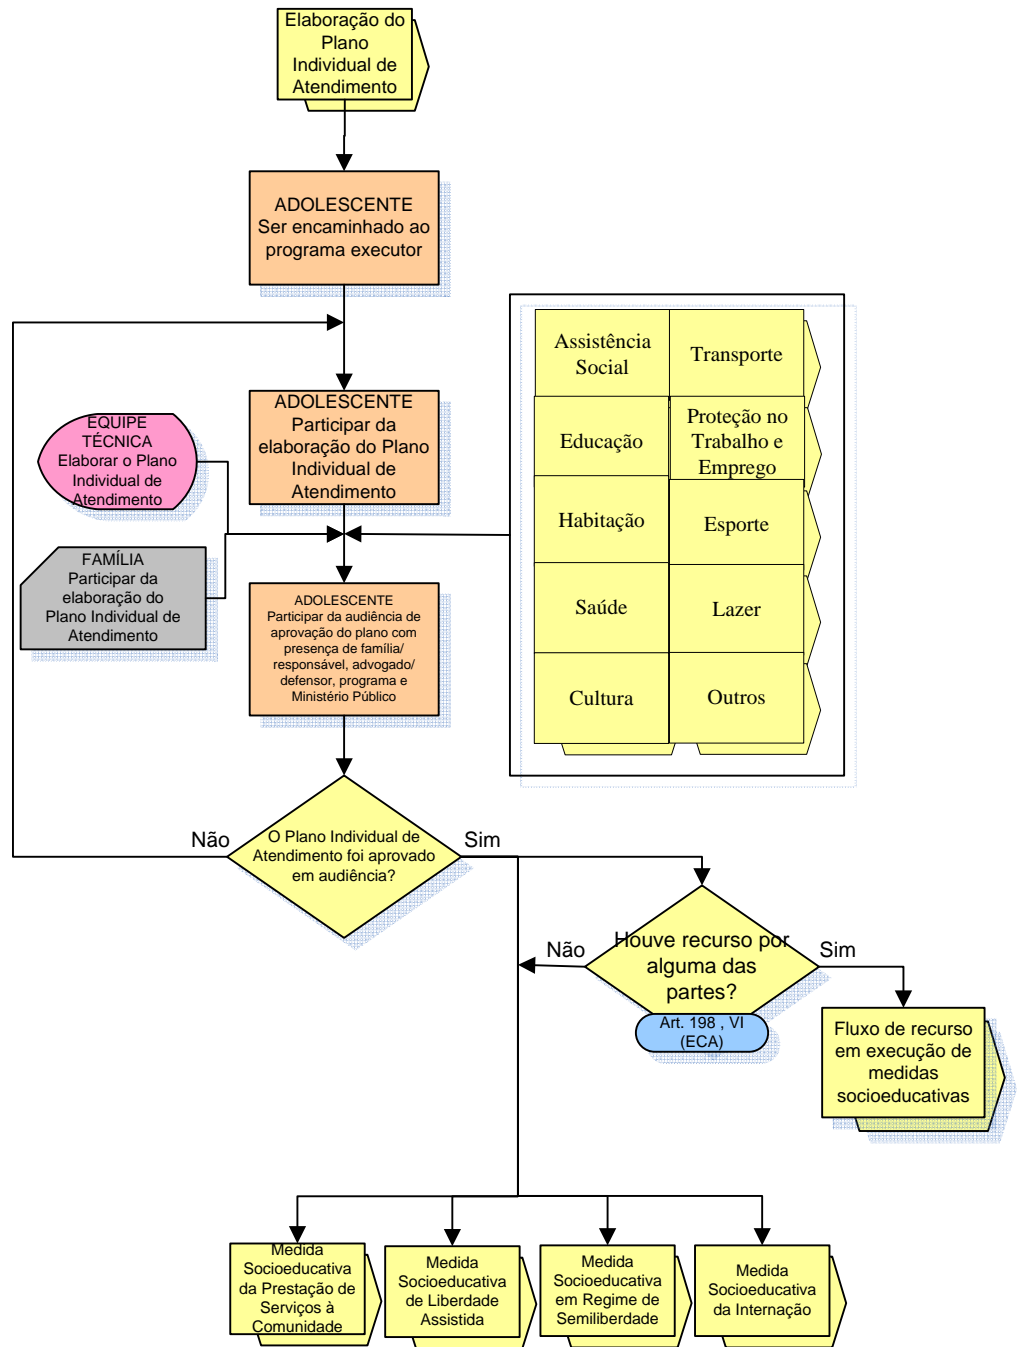 Elaboração do
Plano
Individual de
Atendimento
ADOLESCENTE
Ser encaminhado ao
programa executor
Assistência
Social
Transporte
Educação
Proteção no
Trabalho e
Emprego
Habitação
Esporte
Saúde
Lazer
Cultura
Outros
ADOLESCENTE
Participar da
elaboração do Plano
Individual de
Atendimento
EQUIPE
TÉCNICA
Elaborar o Plano
Individual de
Atendimento
FAMÍLIA
Participar da
elaboração do
Plano Individual de
Atendimento
ADOLESCENTE
Participar da audiência de
aprovação do plano com
presença de família/
responsável, advogado/
defensor, programa e
Ministério Público
Não
O Plano Individual de
Atendimento foi aprovado
em audiência?
Sim
Não
Houve recurso por
alguma das
partes?
Sim
Art. 198 , VI
(ECA)
Fluxo de recurso
em execução de
medidas
socioeducativas
Medida
Socioeducativa
da Prestação de
Serviços à
Comunidade
Medida
Socioeducativa
de Liberdade
Assistida
Medida
Socioeducativa
em Regime de
Semiliberdade
Medida
Socioeducativa
da Internação